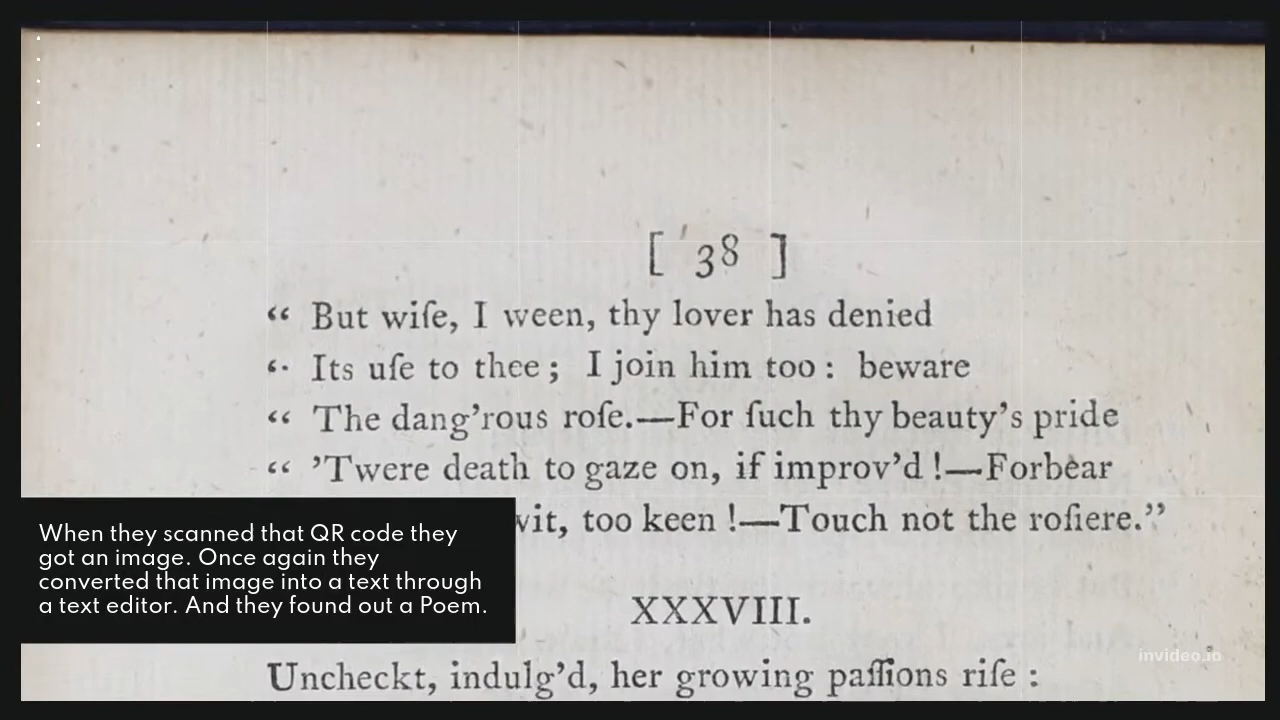 [ 38 ]
“ But wiſe, I ween, thy lover has denied
“ Its uſe to thee ; I join him too : beware
“ The dang’rous roſe.—For ſuch thy beauty’s pride
“ ’Twere death to gaze on, if improv’d !—Forbear
wit, too keen !—Touch not the roſiere.”
XXXVIII.
Uncheckt, indulg’d, her growing paſſions riſe :
When they scanned that QR code they
got an image. Once again they
converted that image into a text through
a text editor. And they found out a Poem.
invideo.io